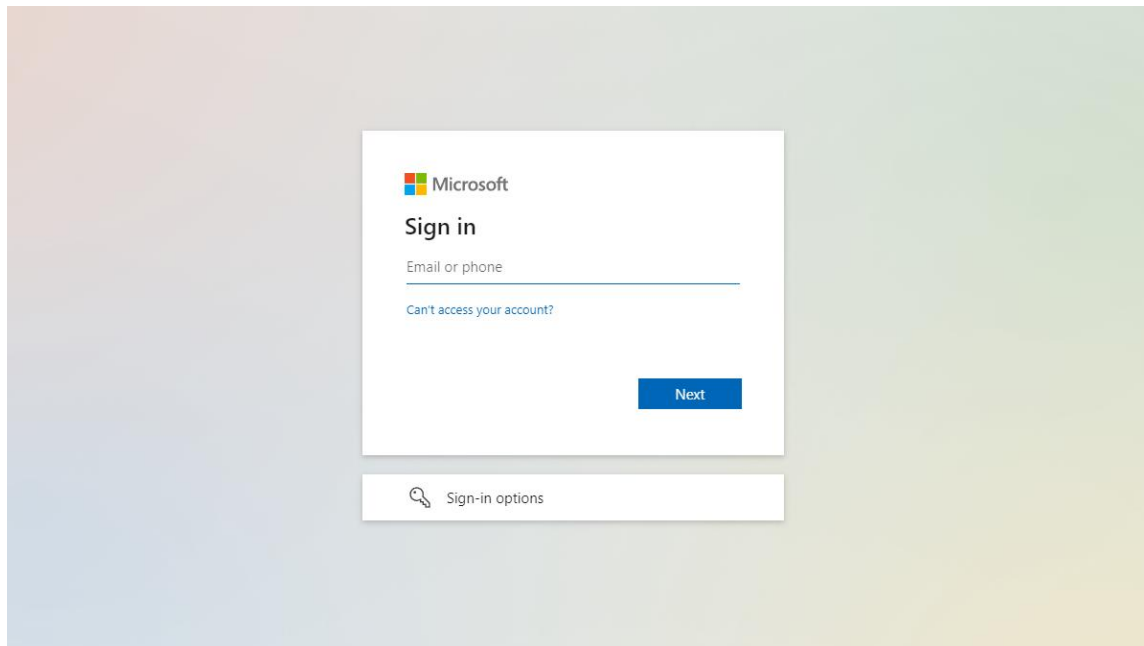 Microsoft
Sign in
Email or phone
Can't access your account?
Next
Sign-in options